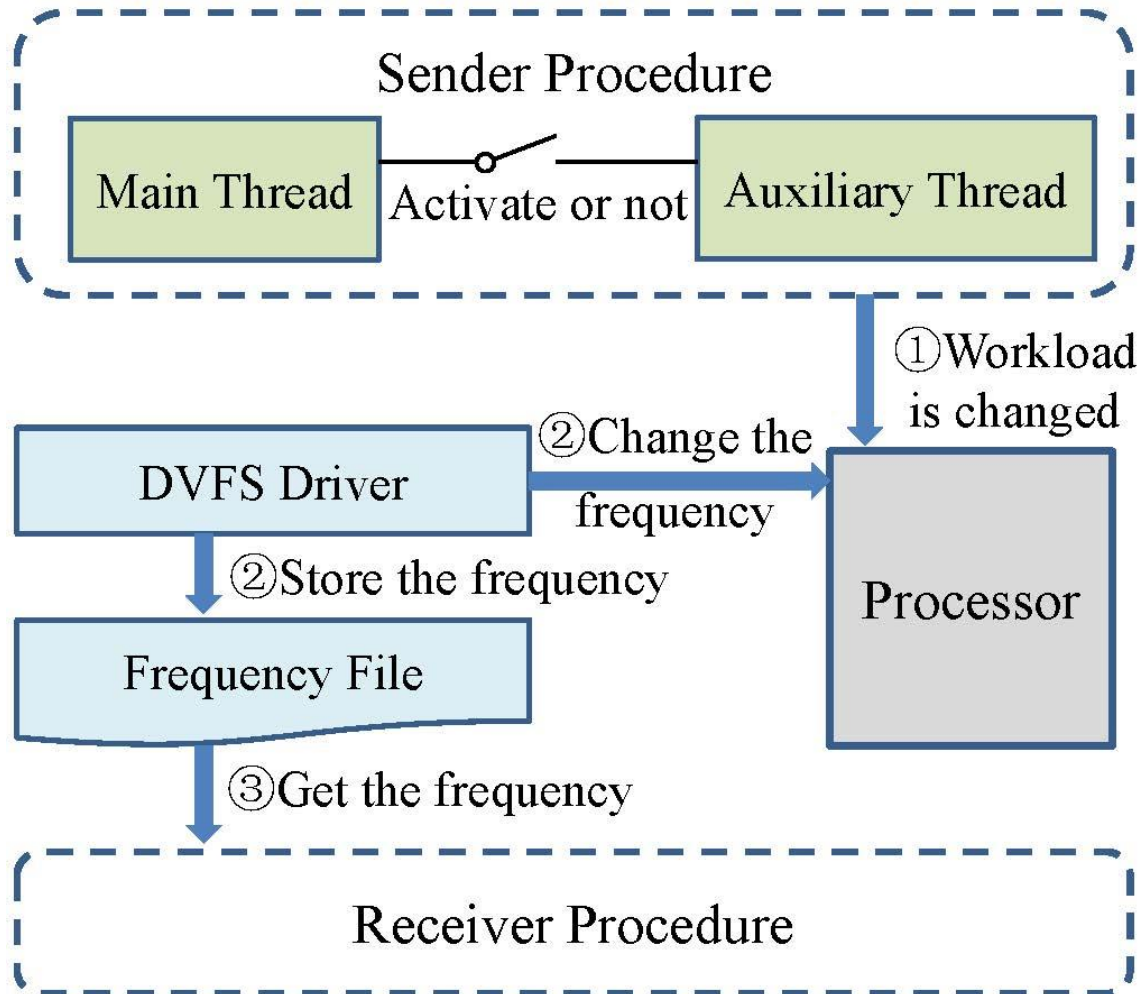 Sender Procedure
Main Thread
Activate or not
Auxiliary Thread
①Workload
is changed
DVFS Driver
②Change the
frequency
②Store the frequency
Processor
Frequency File
③Get the frequency
Receiver Procedure